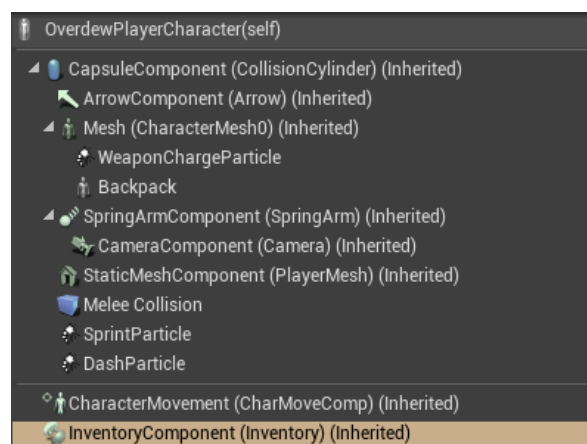 OverdewPlayerCharacter(self)
CapsuleComponent (CollisionCylinder) (Inherited)
ArrowComponent (Arrow) (Inherited)
Mesh (CharacterMesh0) (Inherited)
WeaponChargeParticle
Backpack
SpringArmComponent (SpringArm) (Inherited)
CameraComponent (Camera) (Inherited)
StaticMeshComponent (PlayerMesh) (Inherited)
Melee Collision
SprintParticle
DashParticle
CharacterMovement (CharMoveComp) (Inherited)
InventoryComponent (Inventory) (Inherited)